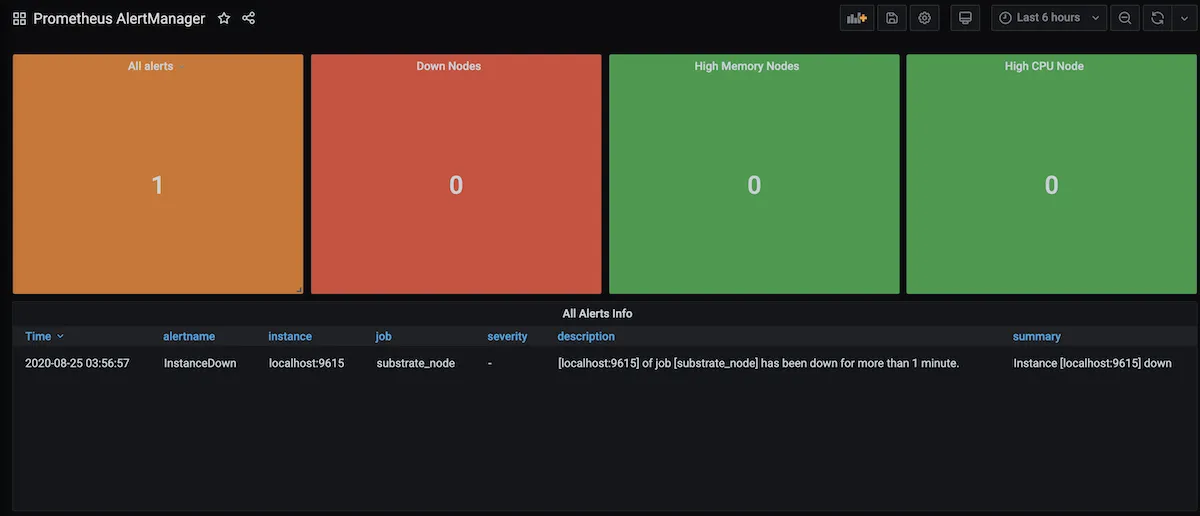 Prometheus AlertManager
Last 6 hours
All alerts
Down Nodes
High Memory Nodes
High CPU Node
1
0
0
0
All Alerts Info
Time alertname instance job severity description summary
2020-08-25 03:56:57 InstanceDown localhost:9615 substrate_node - [localhost:9615] of job [substrate_node] has been down for more than 1 minute. Instance [localhost:9615] down